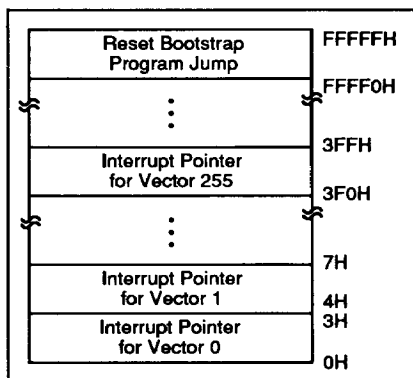 Reset Bootstrap
Program Jump
FFFFFH
FFFF0H
3FFH
Interrupt Pointer
for Vector 255
3F0H
7H
Interrupt Pointer
for Vector 1
4H
3H
Interrupt Pointer
for Vector 0
0H